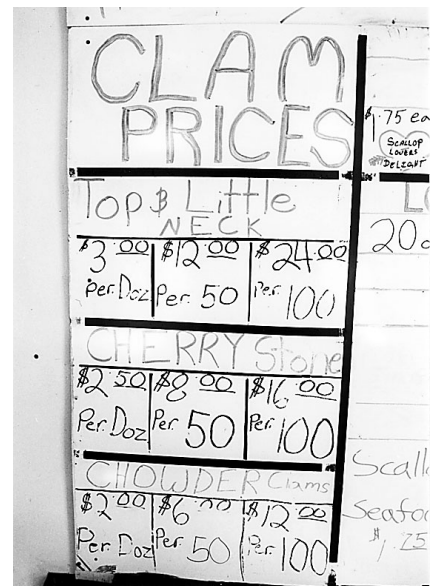 CLAM
PRICES
Top $ Little
NECK
$3.00 $12.00 $24.00
Per. Doz Per 50 Per. 100
CHERRY Stone
$2.50 $8.00 $16.00
Per. Doz Per 50 Per. 100
CHOWDER Clams
$2.00 $6.00 $12.00
Per Doz Per 50 Per. 100
$1.75 ea
SCALLOP
LOVERS
DELIGHT
20
Scall
Seafo
$1.25